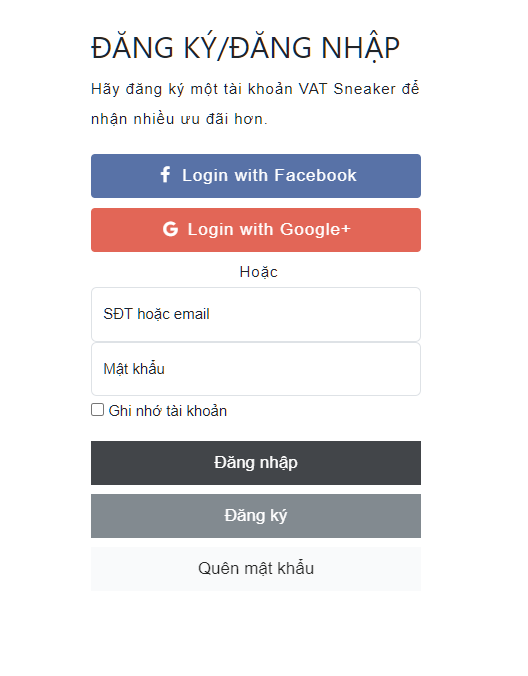 ĐĂNG KÝ/ĐĂNG NHẬP
Hãy đăng ký một tài khoản VAT Sneaker để
nhận nhiều ưu đãi hơn.
Login with Facebook
Login with Google+
Hoặc
SĐT hoặc email
Mật khẩu
Ghi nhớ tài khoản
Đăng nhập
Đăng ký
Quên mật khẩu